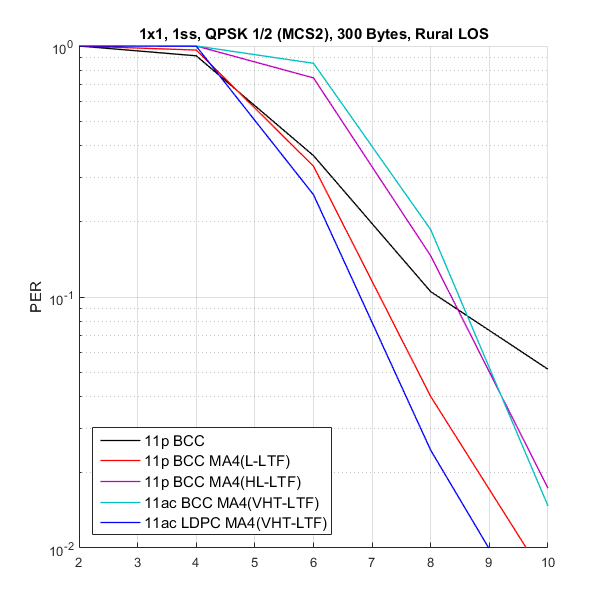 1x1, 1ss, QPSK 1/2 (MCS2), 300 Bytes, Rural LOS
10^0
10^-1
10^-2
PER
11p BCC
11p BCC MA4(L-LTF)
11p BCC MA4(HL-LTF)
11ac BCC MA4(VHT-LTF)
11ac LDPC MA4(VHT-LTF)
2 3 4 5 6 7 8 9 10